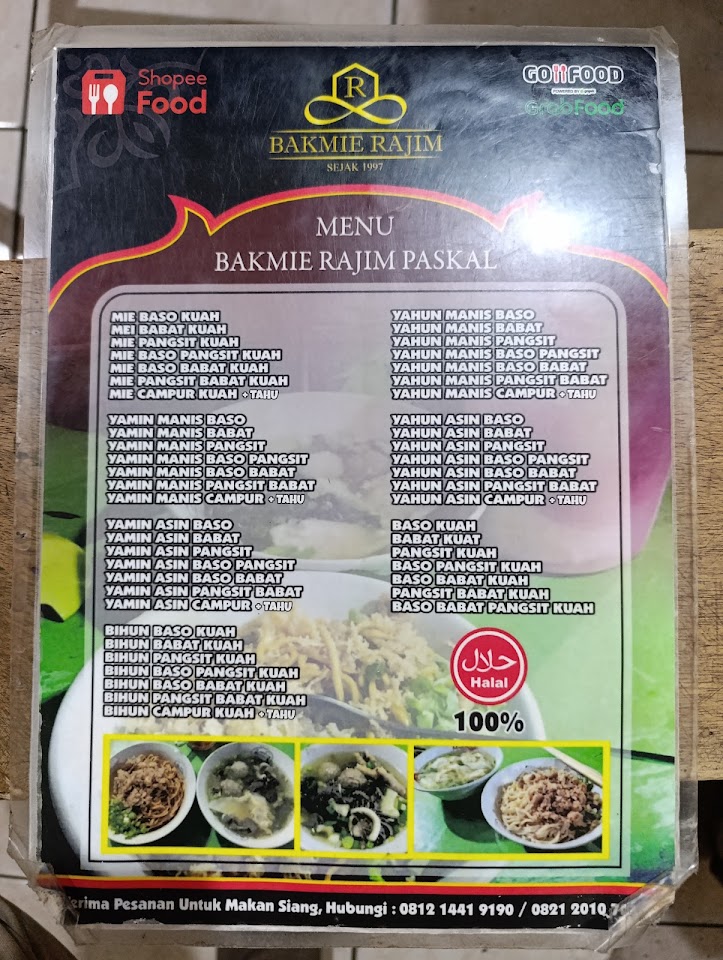 Shopee
Food
R
BAKMIE RAJIM
SEJAK 1997
GOFOOD
GrabFood
MENU
BAKMIE RAJIM PASKAL
MIE BASO KUAH
MEI BABAT KUAH
MIE PANGSIT KUAH
MIE BASO PANGSIT KUAH
MIE BASO BABAT KUAH
MIE PANGSIT BABAT KUAH
MIE CAMPUR KUAH + TAHU
YAMIN MANIS BASO
YAMIN MANIS BABAT
YAMIN MANIS PANGSIT
YAMIN MANIS BASO PANGSIT
YAMIN MANIS BASO BABAT
YAMIN MANIS PANGSIT BABAT
YAMIN MANIS CAMPUR + TAHU
YAMIN ASIN BASO
YAMIN ASIN BABAT
YAMIN ASIN PANGSIT
YAMIN ASIN BASO PANGSIT
YAMIN ASIN BASO BABAT
YAMIN ASIN PANGSIT BABAT
YAMIN ASIN CAMPUR + TAHU
BIHUN BASO KUAH
BIHUN BABAT KUAH
BIHUN PANGSIT KUAH
BIHUN BASO PANGSIT KUAH
BIHUN BASO BABAT KUAH
BIHUN PANGSIT BABAT KUAH
BIHUN CAMPUR KUAH + TAHU
YAHUN MANIS BASO
YAHUN MANIS BABAT
YAHUN MANIS PANGSIT
YAHUN MANIS BASO PANGSIT
YAHUN MANIS BASO BABAT
YAHUN MANIS PANGSIT BABAT
YAHUN MANIS CAMPUR + TAHU
YAHUN ASIN BASO
YAHUN ASIN BABAT
YAHUN ASIN PANGSIT
YAHUN ASIN BASO PANGSIT
YAHUN ASIN BASO BABAT
YAHUN ASIN PANGSIT BABAT
YAHUN ASIN CAMPUR + TAHU
BASO KUAH
BABAT KUAT
PANGSIT KUAH
BASO PANGSIT KUAH
BASO BABAT KUAH
PANGSIT BABAT KUAH
BASO BABAT PANGSIT KUAH
حلال
Halal
100%
erima Pesanan Untuk Makan Siang, Hubungi : 0812 1441 9190 / 0821 2010